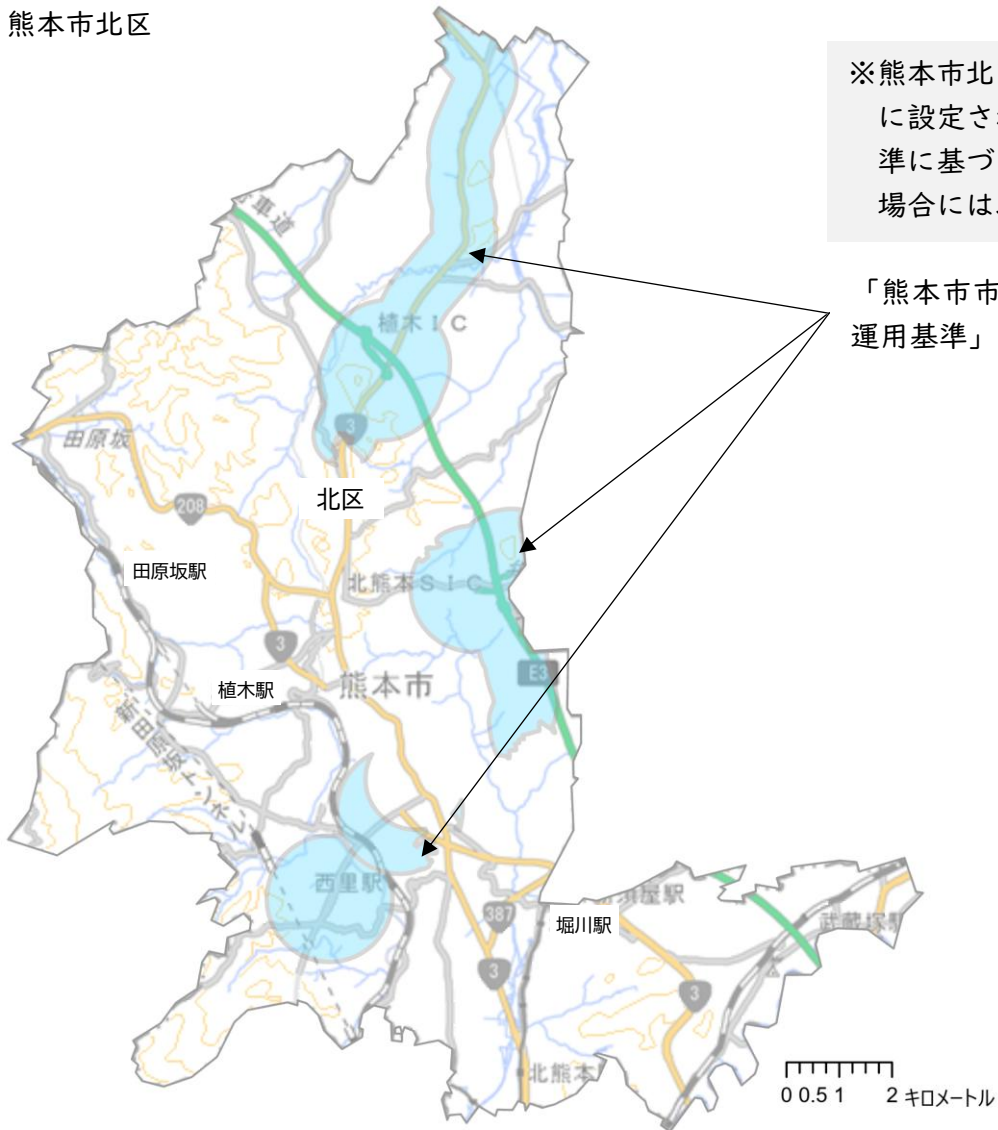 熊本市北区
※熊本市北
に設定さ
準に基づ
場合には
車道
「熊本市市
運用基準」
植木IC
3
田原坂
208
北区
田原坂駅
北熊本SIC
3
E3
植木駅
熊本市
新田原坂トンネル
西里駅
387
堀川駅
須屋駅
武蔵塚駅
3
3
北熊本
0 0.5 1 2 キロメートル